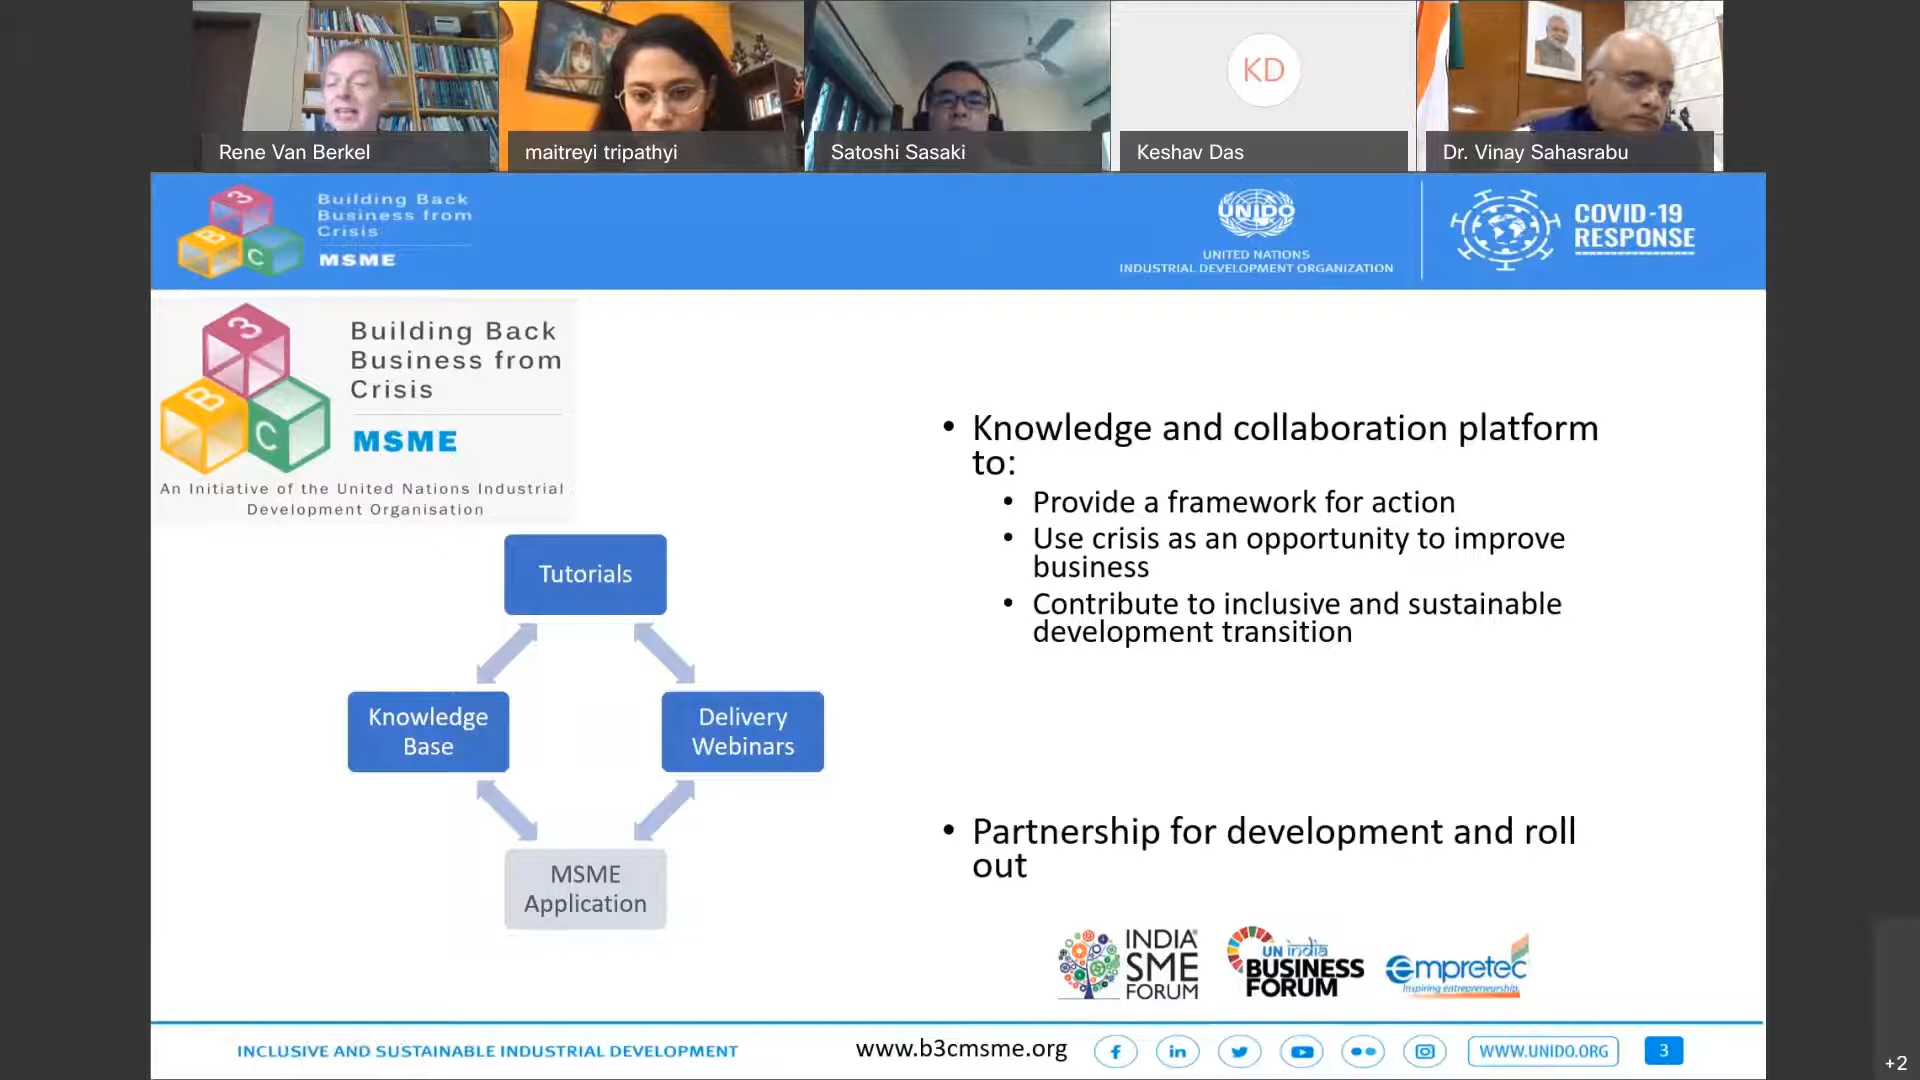 Rene Van Berkel
maitreyi tripathyi
Satoshi Sasaki
KD
Keshav Das
Dr. Vinay Sahasrabu
3
B
C
Building Back
Business from
Crisis
MSME
UNIDO
UNITED NATIONS
INDUSTRIAL DEVELOPMENT ORGANIZATION
COVID-19
RESPONSE
3
B
C
Building Back
Business from
Crisis
MSME
An Initiative of the United Nations Industrial
Development Organisation
Tutorials
Knowledge
Base
Delivery
Webinars
MSME
Application
• Knowledge and collaboration platform
to:
• Provide a framework for action
• Use crisis as an opportunity to improve
business
• Contribute to inclusive and sustainable
development transition
• Partnership for development and roll
out
INDIA
SME
FORUM
UN india
BUSINESS
FORUM
empretec
Inspiring entrepreneurship.
INCLUSIVE AND SUSTAINABLE INDUSTRIAL DEVELOPMENT
www.b3cmsme.org
f
in
WWW.UNIDO.ORG
3
+2